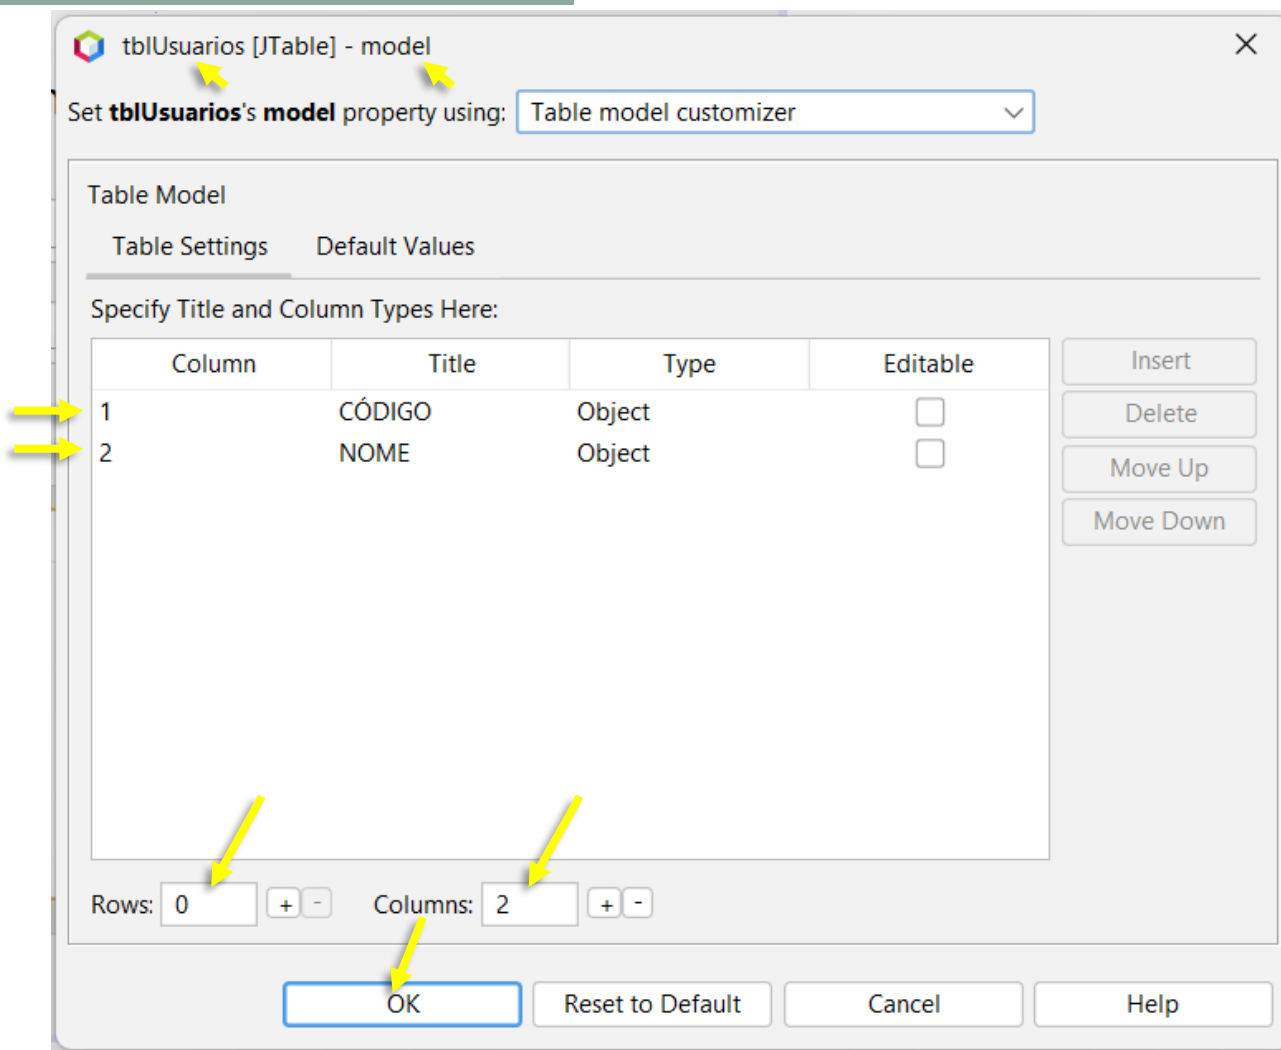 tblUsuarios [JTable] - model
Set tblUsuarios's model property using: Table model customizer
Table Model
Table Settings Default Values
Specify Title and Column Types Here:
Column Title Type Editable
1 CÓDIGO Object
2 NOME Object
Insert
Delete
Move Up
Move Down
Rows: 0 + - Columns: 2 + -
OK Reset to Default Cancel Help